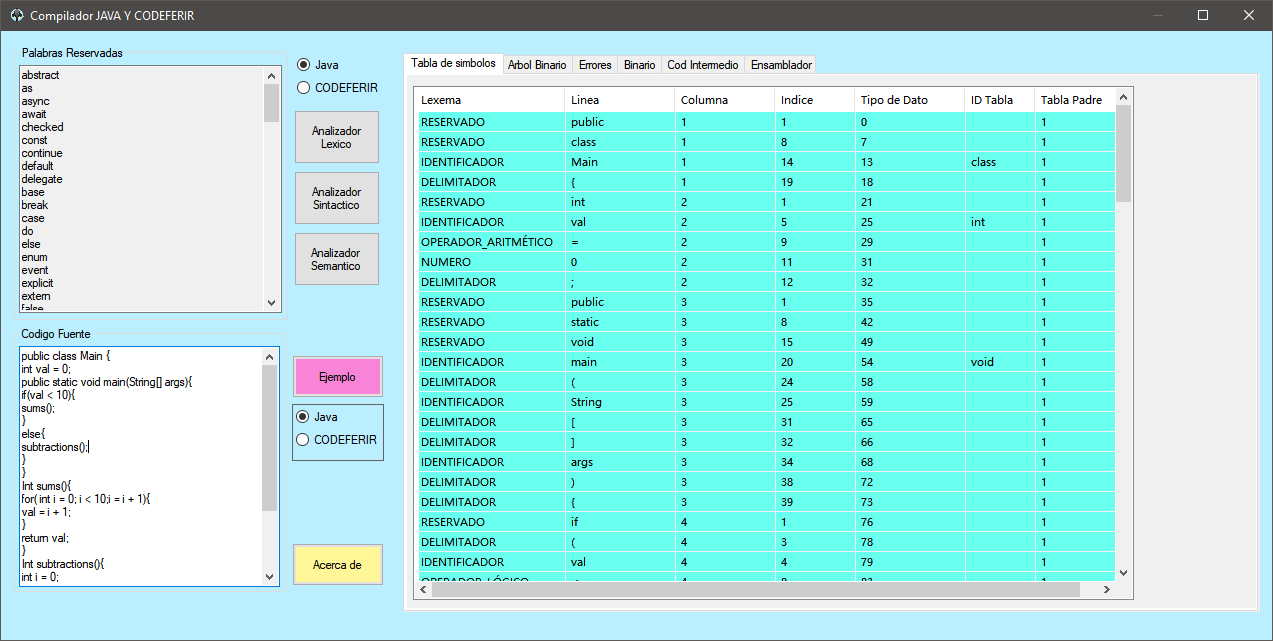 Compilador JAVA Y CODEFERIR
Palabras Reservadas
abstract
as
async
await
checked
const
continue
default
delegate
base
break
case
do
else
enum
event
explicit
extern
false
Java
CODEFERIR
Analizador
Lexico
Analizador
Sintactico
Analizador
Semantico
Codigo Fuente
public class Main {
int val = 0;
public static void main(String[] args){
if(val < 10){
sums();
}
else{
subtractions();
}
}
Int sums(){
for( int i = 0; i < 10;i = i + 1){
val = i + 1;
}
return val;
}
Int subtractions(){
int i = 0;
Ejemplo
Java
CODEFERIR
Acerca de
Tabla de simbolos Arbol Binario Errores Binario Cod Intermedio Ensamblador
Lexema Linea Columna Indice Tipo de Dato ID Tabla Tabla Padre
RESERVADO public 1 1 0 1
RESERVADO class 1 8 7 1
IDENTIFICADOR Main 1 14 13 class 1
DELIMITADOR { 1 19 18 1
RESERVADO int 2 1 21 1
IDENTIFICADOR val 2 5 25 int 1
OPERADOR_ARITMÉTICO = 2 9 29 1
NUMERO 0 2 11 31 1
DELIMITADOR ; 2 12 32 1
RESERVADO public 3 1 35 1
RESERVADO static 3 8 42 1
RESERVADO void 3 15 49 1
IDENTIFICADOR main 3 20 54 void 1
DELIMITADOR ( 3 24 58 1
IDENTIFICADOR String 3 25 59 1
DELIMITADOR [ 3 31 65 1
DELIMITADOR ] 3 32 66 1
IDENTIFICADOR args 3 34 68 1
DELIMITADOR ) 3 38 72 1
DELIMITADOR { 3 39 73 1
RESERVADO if 4 1 76 1
DELIMITADOR ( 4 3 78 1
IDENTIFICADOR val 4 4 79 1
OPERADOR_LÓGICO < 4 8 83 1